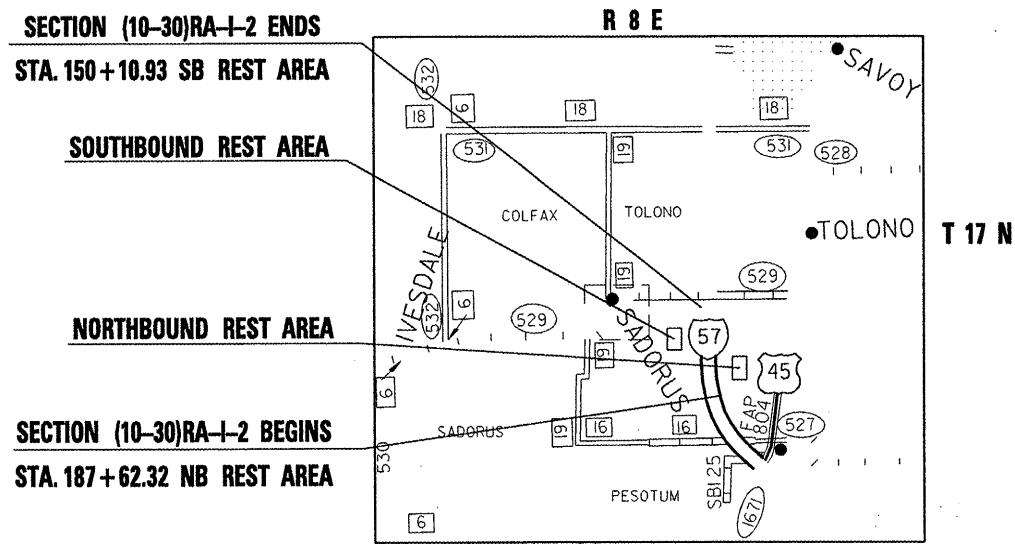 R 8 E
SECTION (10-30)RA-I-2 ENDS
STA. 150+10.93 SB REST AREA
SAVOY
532
18
6
18
18
SOUTHBOUND REST AREA
531
19
531
528
COLFAX
TOLONO
TOLONO
T 17 N
IVESDALE
19
529
532
6
529
SADORUS
57
NORTHBOUND REST AREA
19
45
6
FAP
804
SECTION (10-30)RA-I-2 BEGINS
SADORUS
19
16
16
527
530
STA. 187+62.32 NB REST AREA
SBI 25
PESOTUM
1671
6